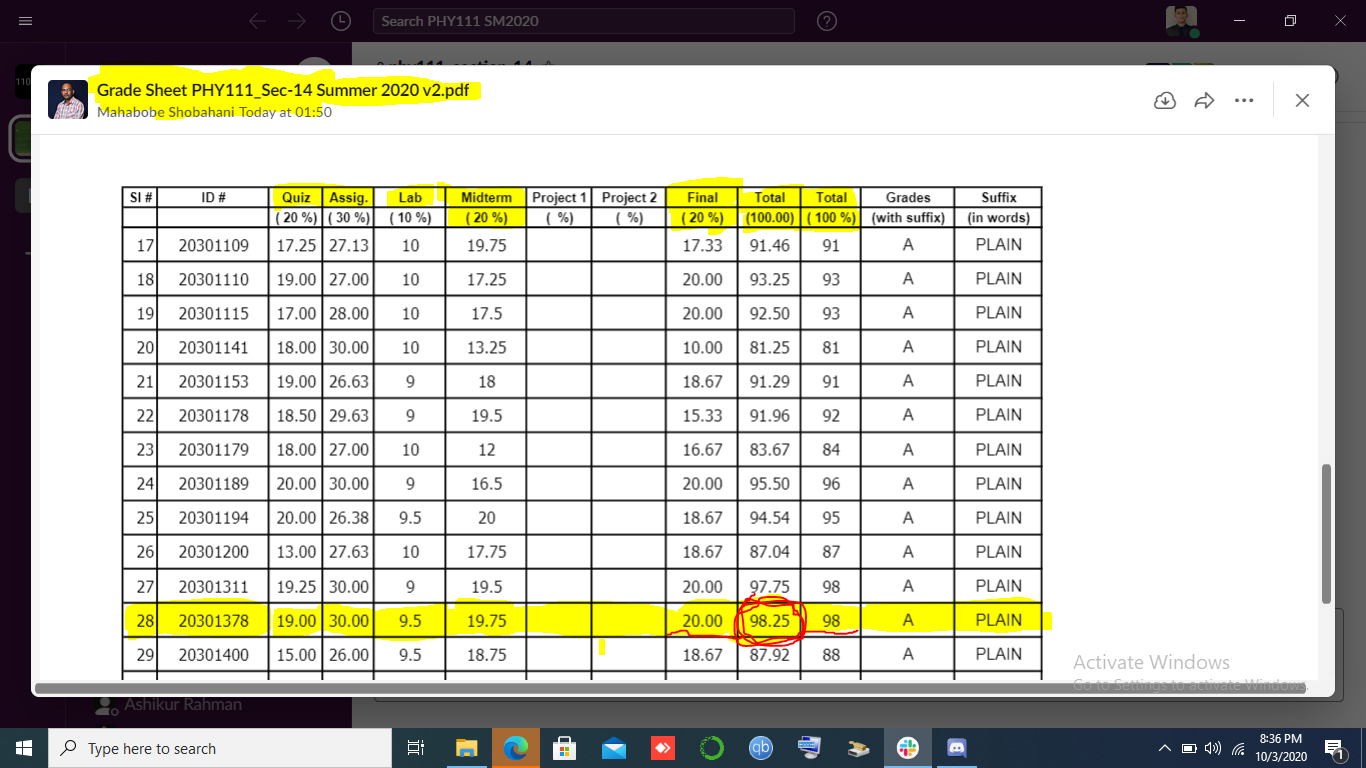 Search PHY111 SM2020
Grade Sheet PHY111_Sec-14 Summer 2020 v2.pdf
Mahabobe Shobahani Today at 01:50
Sl # ID # Quiz Assig. Lab Midterm Project 1 Project 2 Final Total Total Grades Suffix
( 20 %) ( 30 %) ( 10 %) ( 20 %) ( %) ( %) ( 20 %) (100.00) ( 100 %) (with suffix) (in words)
17 20301109 17.25 27.13 10 19.75 17.33 91.46 91 A PLAIN
18 20301110 19.00 27.00 10 17.25 20.00 93.25 93 A PLAIN
19 20301115 17.00 28.00 10 17.5 20.00 92.50 93 A PLAIN
20 20301141 18.00 30.00 10 13.25 10.00 81.25 81 A PLAIN
21 20301153 19.00 26.63 9 18 18.67 91.29 91 A PLAIN
22 20301178 18.50 29.63 9 19.5 15.33 91.96 92 A PLAIN
23 20301179 18.00 27.00 10 12 16.67 83.67 84 A PLAIN
24 20301189 20.00 30.00 9 16.5 20.00 95.50 96 A PLAIN
25 20301194 20.00 26.38 9.5 20 18.67 94.54 95 A PLAIN
26 20301200 13.00 27.63 10 17.75 18.67 87.04 87 A PLAIN
27 20301311 19.25 30.00 9 19.5 20.00 97.75 98 A PLAIN
28 20301378 19.00 30.00 9.5 19.75 20.00 98.25 98 A PLAIN
29 20301400 15.00 26.00 9.5 18.75 18.67 87.92 88 A PLAIN
Activate Windows
Go to Settings to activate Windows.
Ashikur Rahman
Type here to search
8:36 PM
10/3/2020